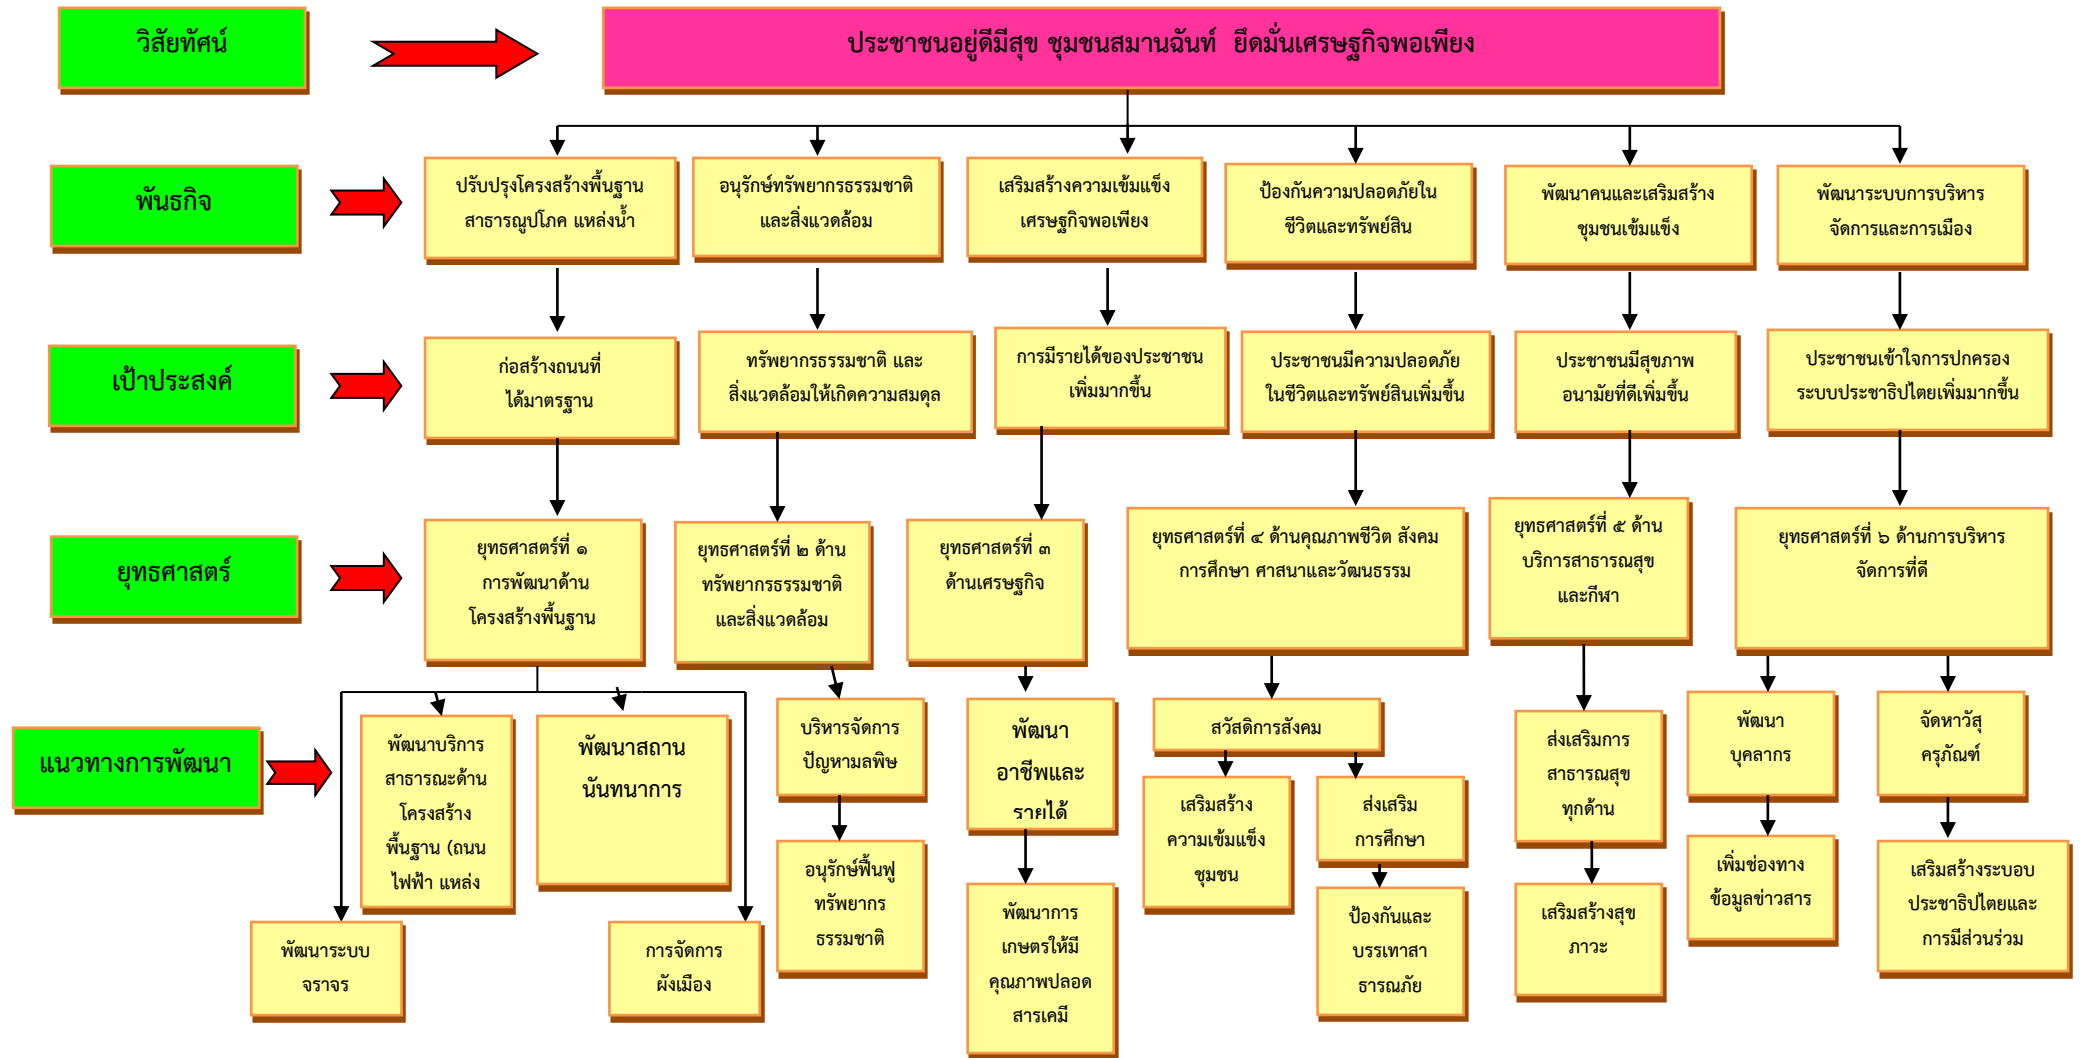 วิสัยทัศน์
ประชาชนอยู่ดีมีสุข ชุมชนสมานฉันท์ ยึดมั่นเศรษฐกิจพอเพียง
พันธกิจ
ปรับปรุงโครงสร้างพื้นฐาน
สาธารณูปโภค แหล่งน้ำ
อนุรักษ์ทรัพยากรธรรมชาติ
และสิ่งแวดล้อม
เสริมสร้างความเข้มแข็ง
เศรษฐกิจพอเพียง
ป้องกันความปลอดภัยใน
ชีวิตและทรัพย์สิน
พัฒนาคนและเสริมสร้าง
ชุมชนเข้มแข็ง
พัฒนาระบบการบริหาร
จัดการและการเมือง
เป้าประสงค์
ก่อสร้างถนนที่
ได้มาตรฐาน
ทรัพยากรธรรมชาติ และ
สิ่งแวดล้อมให้เกิดความสมดุล
การมีรายได้ของประชาชน
เพิ่มมากขึ้น
ประชาชนมีความปลอดภัย
ในชีวิตและทรัพย์สินเพิ่มขึ้น
ประชาชนมีสุขภาพ
อนามัยที่ดีเพิ่มขึ้น
ประชาชนเข้าใจการปกครอง
ระบบประชาธิปไตยเพิ่มมากขึ้น
ยุทธศาสตร์
ยุทธศาสตร์ที่ ๑
การพัฒนาด้าน
โครงสร้างพื้นฐาน
ยุทธศาสตร์ที่ ๒ ด้าน
ทรัพยากรธรรมชาติ
และสิ่งแวดล้อม
ยุทธศาสตร์ที่ ๓
ด้านเศรษฐกิจ
ยุทธศาสตร์ที่ ๔ ด้านคุณภาพชีวิต สังคม
การศึกษา ศาสนาและวัฒนธรรม
ยุทธศาสตร์ที่ ๕ ด้าน
บริการสาธารณสุข
และกีฬา
ยุทธศาสตร์ที่ ๖ ด้านการบริหาร
จัดการที่ดี
แนวทางการพัฒนา
พัฒนาระบบ
จราจร
พัฒนาบริการ
สาธารณะด้าน
โครงสร้าง
พื้นฐาน (ถนน
ไฟฟ้า แหล่ง
พัฒนาสถาน
นันทนาการ
การจัดการ
ผังเมือง
บริหารจัดการ
ปัญหามลพิษ
อนุรักษ์ฟื้นฟู
ทรัพยากร
ธรรมชาติ
พัฒนา
อาชีพและ
รายได้
พัฒนาการ
เกษตรให้มี
คุณภาพปลอด
สารเคมี
สวัสดิการสังคม
เสริมสร้าง
ความเข้มแข็ง
ชุมชน
ส่งเสริม
การศึกษา
ป้องกันและ
บรรเทาสา
ธารณภัย
ส่งเสริมการ
สาธารณสุข
ทุกด้าน
เสริมสร้างสุข
ภาวะ
พัฒนา
บุคลากร
เพิ่มช่องทาง
ข้อมูลข่าวสาร
จัดหาวัสุ
ครุภัณฑ์
เสริมสร้างระบอบ
ประชาธิปไตยและ
การมีส่วนร่วม